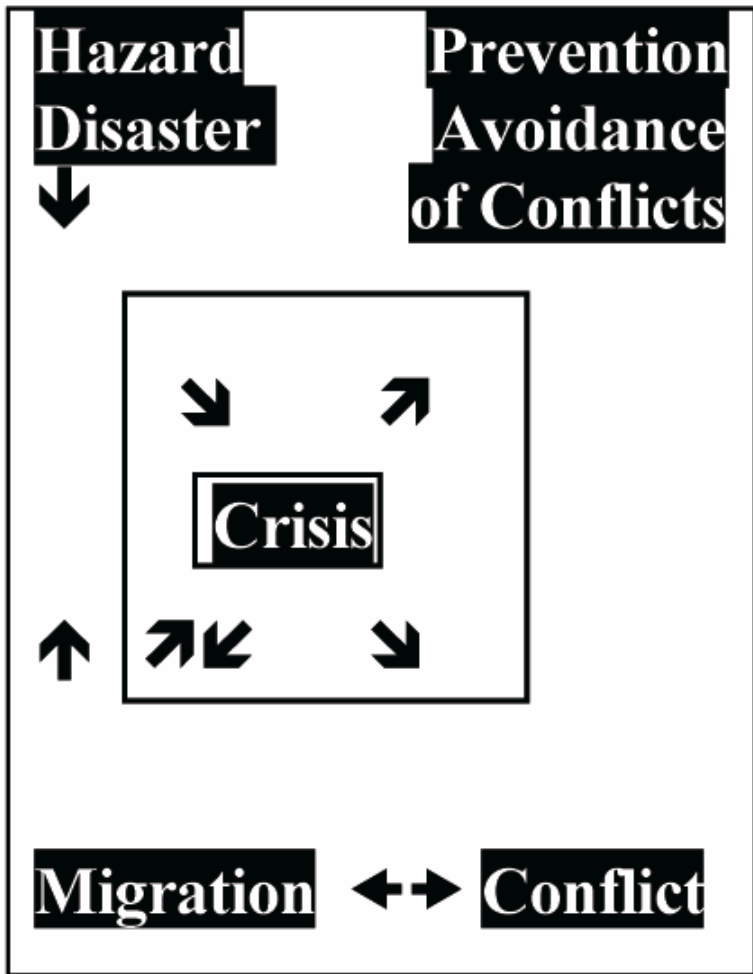 Hazard
Disaster
Prevention
Avoidance
of Conflicts
Crisis
Migration
Conflict